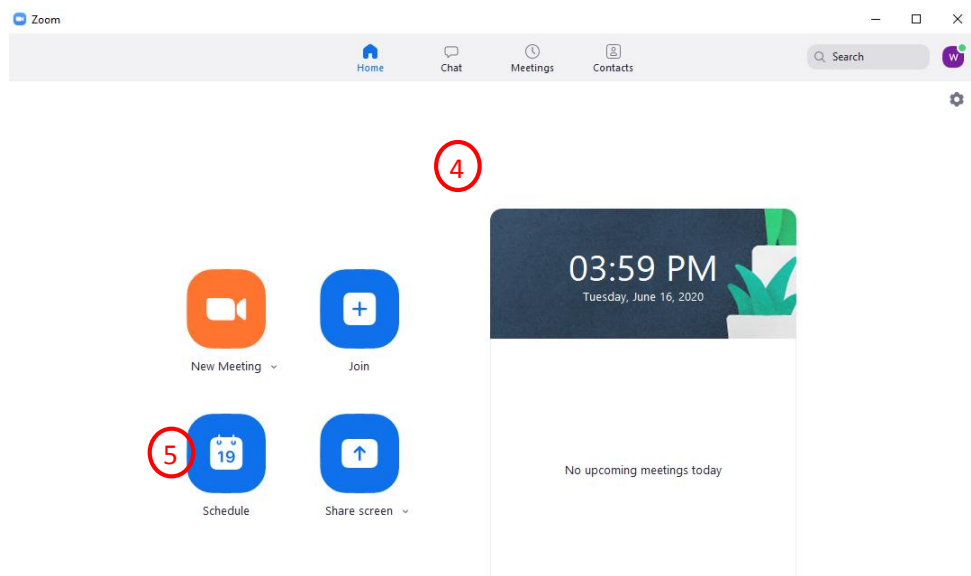 Zoom
Home Chat Meetings Contacts Search W
4
03:59 PM
Tuesday, June 16, 2020
New Meeting Join
5 19
Schedule Share screen
No upcoming meetings today